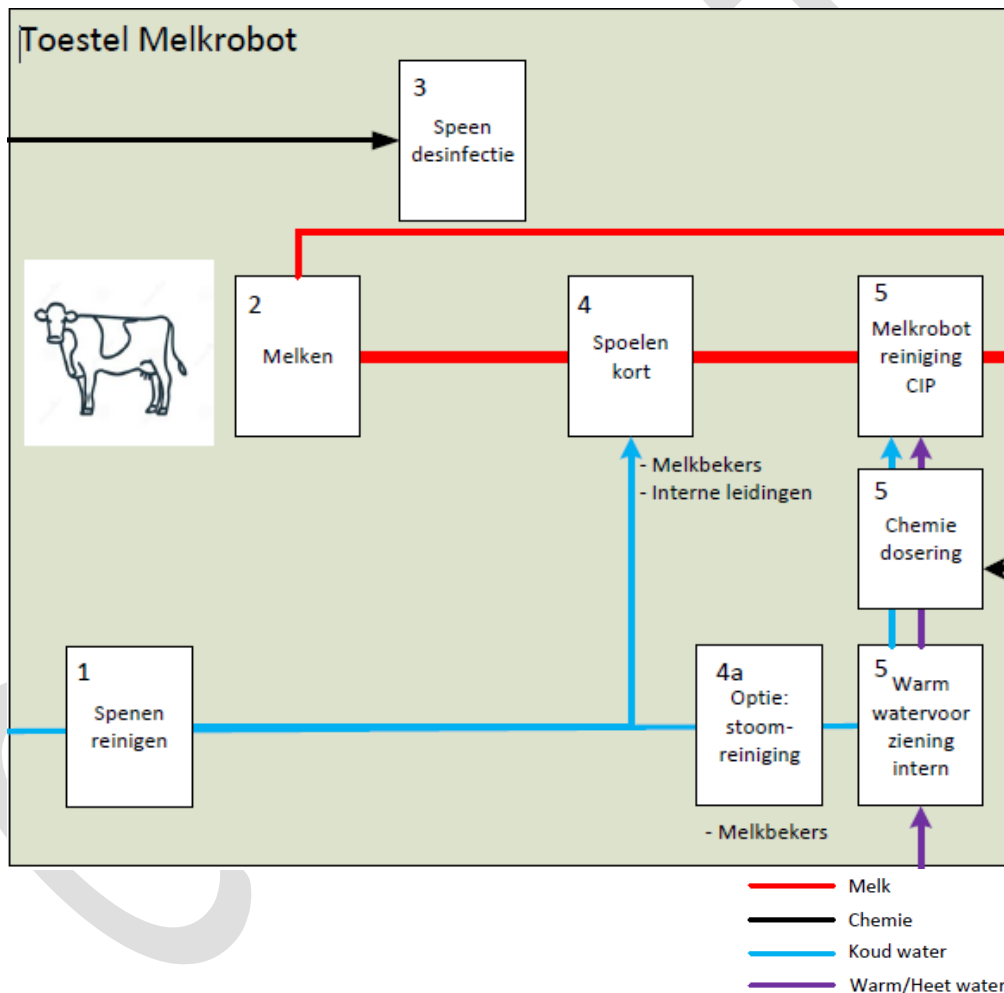 Toestel Melkrobot
3
Speen
desinfectie
2
Melken
4
Spoelen
kort
5
Melkrobot
reiniging
CIP
- Melkbekers
- Interne leidingen
5
Chemie
dosering
1
Spenen
reinigen
4a
Optie:
stoom-
reiniging
5
Warm
watervoor
ziening
intern
- Melkbekers
Melk
Chemie
Koud water
Warm/Heet water